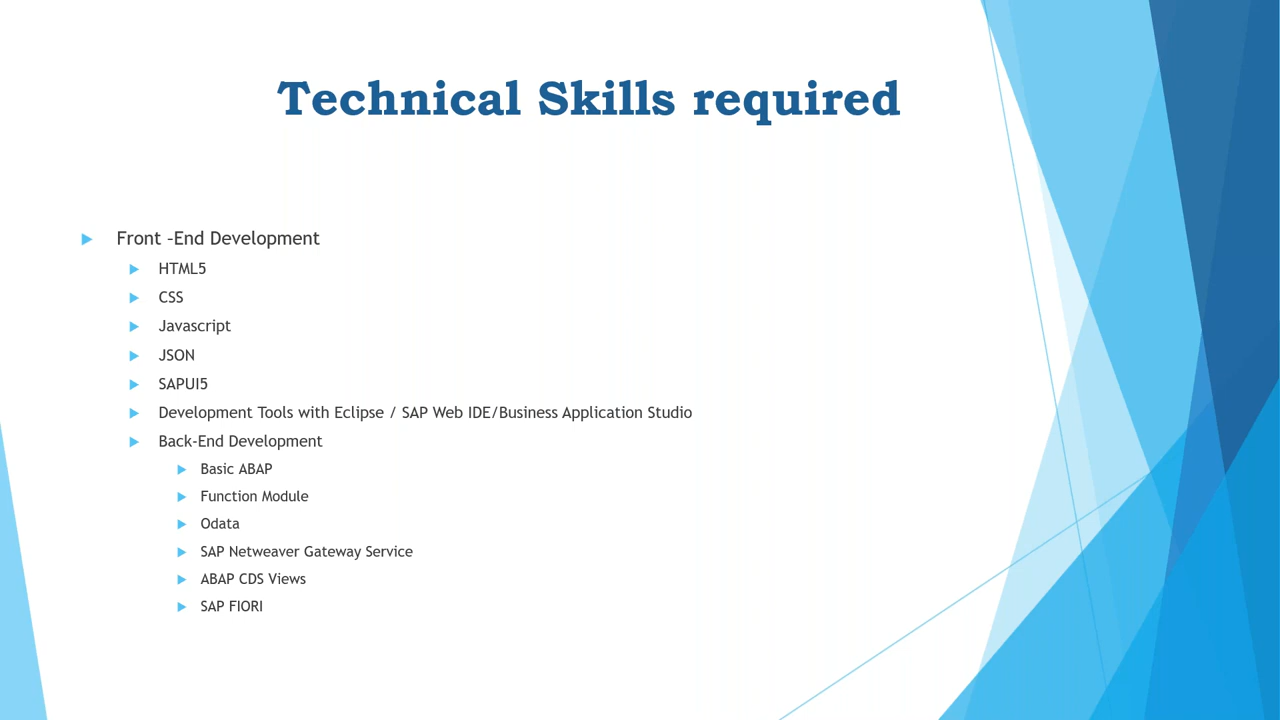 Technical Skills required
Front -End Development
HTML5
CSS
Javascript
JSON
SAPUI5
Development Tools with Eclipse / SAP Web IDE/Business Application Studio
Back-End Development
Basic ABAP
Function Module
Odata
SAP Netweaver Gateway Service
ABAP CDS Views
SAP FIORI